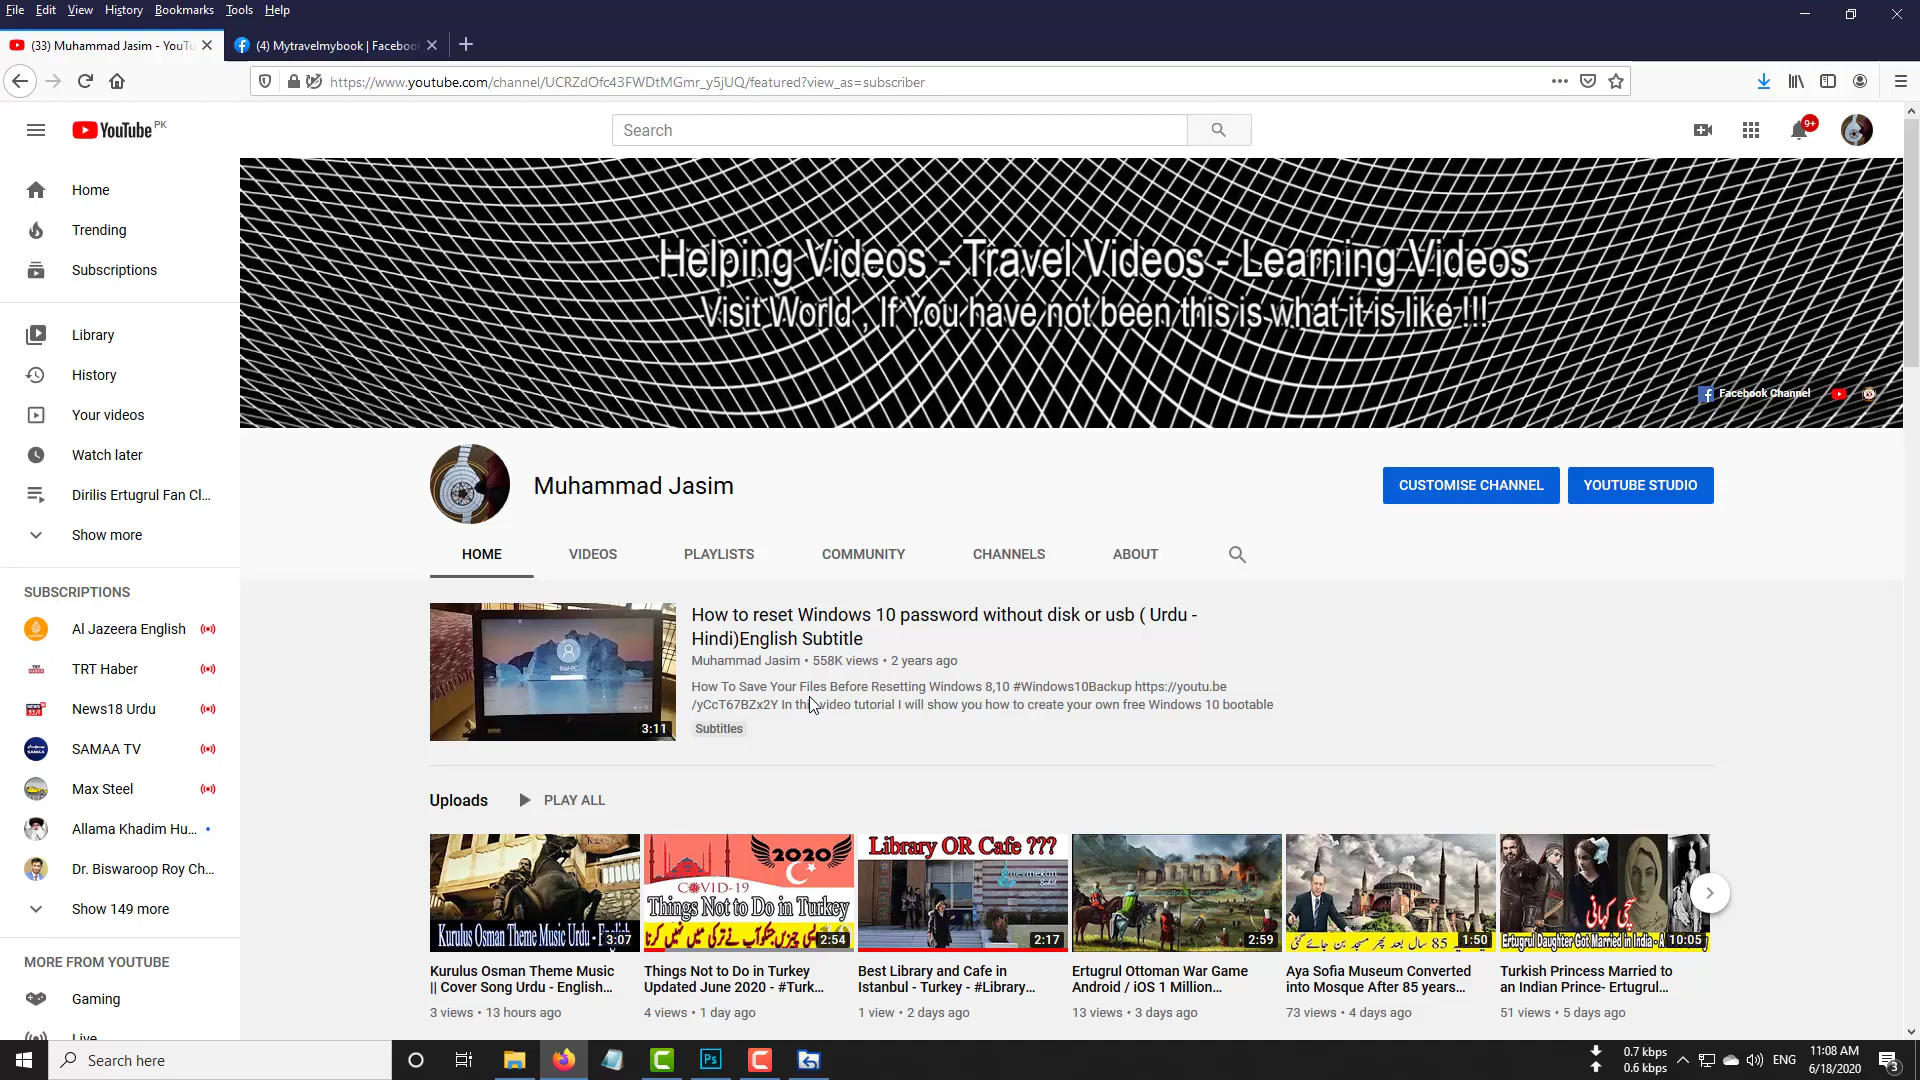 File Edit View History Bookmarks Tools Help
(33) Muhammad Jasim - YouTu
(4) Mytravelmybook | Faceboo
https://www.youtube.com/channel/UCRZdOfc43FWDtMGmr_y5jUQ/featured?view_as=subscriber
YouTube PK
Search
9+
Home
Trending
Subscriptions
Library
History
Your videos
Watch later
Dirilis Ertugrul Fan Cl...
Show more
SUBSCRIPTIONS
Al Jazeera English
TRT Haber
News18 Urdu
SAMAA TV
Max Steel
Allama Khadim Hu...
Dr. Biswaroop Roy Ch...
Show 149 more
MORE FROM YOUTUBE
Gaming
Live
Helping Videos - Travel Videos - Learning Videos
Visit World , If You have not been this is what it is like !!!
Facebook Channel
Muhammad Jasim
CUSTOMISE CHANNEL
YOUTUBE STUDIO
HOME VIDEOS PLAYLISTS COMMUNITY CHANNELS ABOUT
3:11
How to reset Windows 10 password without disk or usb ( Urdu -
Hindi)English Subtitle
Muhammad Jasim • 558K views • 2 years ago
How To Save Your Files Before Resetting Windows 8,10 #Windows10Backup https://youtu.be
/yCcT67BZx2Y In this video tutorial I will show you how to create your own free Windows 10 bootable
Subtitles
Uploads PLAY ALL
Kurulus Osman Theme Music Urdu - English
3:07
Kurulus Osman Theme Music
|| Cover Song Urdu - English...
3 views • 13 hours ago
2020
COVID-19
Things Not to Do in Turkey
2:54
Things Not to Do in Turkey
Updated June 2020 - #Turk...
4 views • 1 day ago
Library OR Cafe ???
2:17
Best Library and Cafe in
Istanbul - Turkey - #Library...
1 view • 2 days ago
2:59
Ertugrul Ottoman War Game
Android / iOS 1 Million...
13 views • 3 days ago
85 سال بعد پھر مسجد بن جائے گی
1:50
Aya Sofia Museum Converted
into Mosque After 85 years...
73 views • 4 days ago
سچی کہانی
Ertugrul Daughter Got Married in India - A
10:05
Turkish Princess Married to
an Indian Prince- Ertugrul...
51 views • 5 days ago
Search here
0.7 kbps
0.6 kbps
ENG
11:08 AM
6/18/2020
3